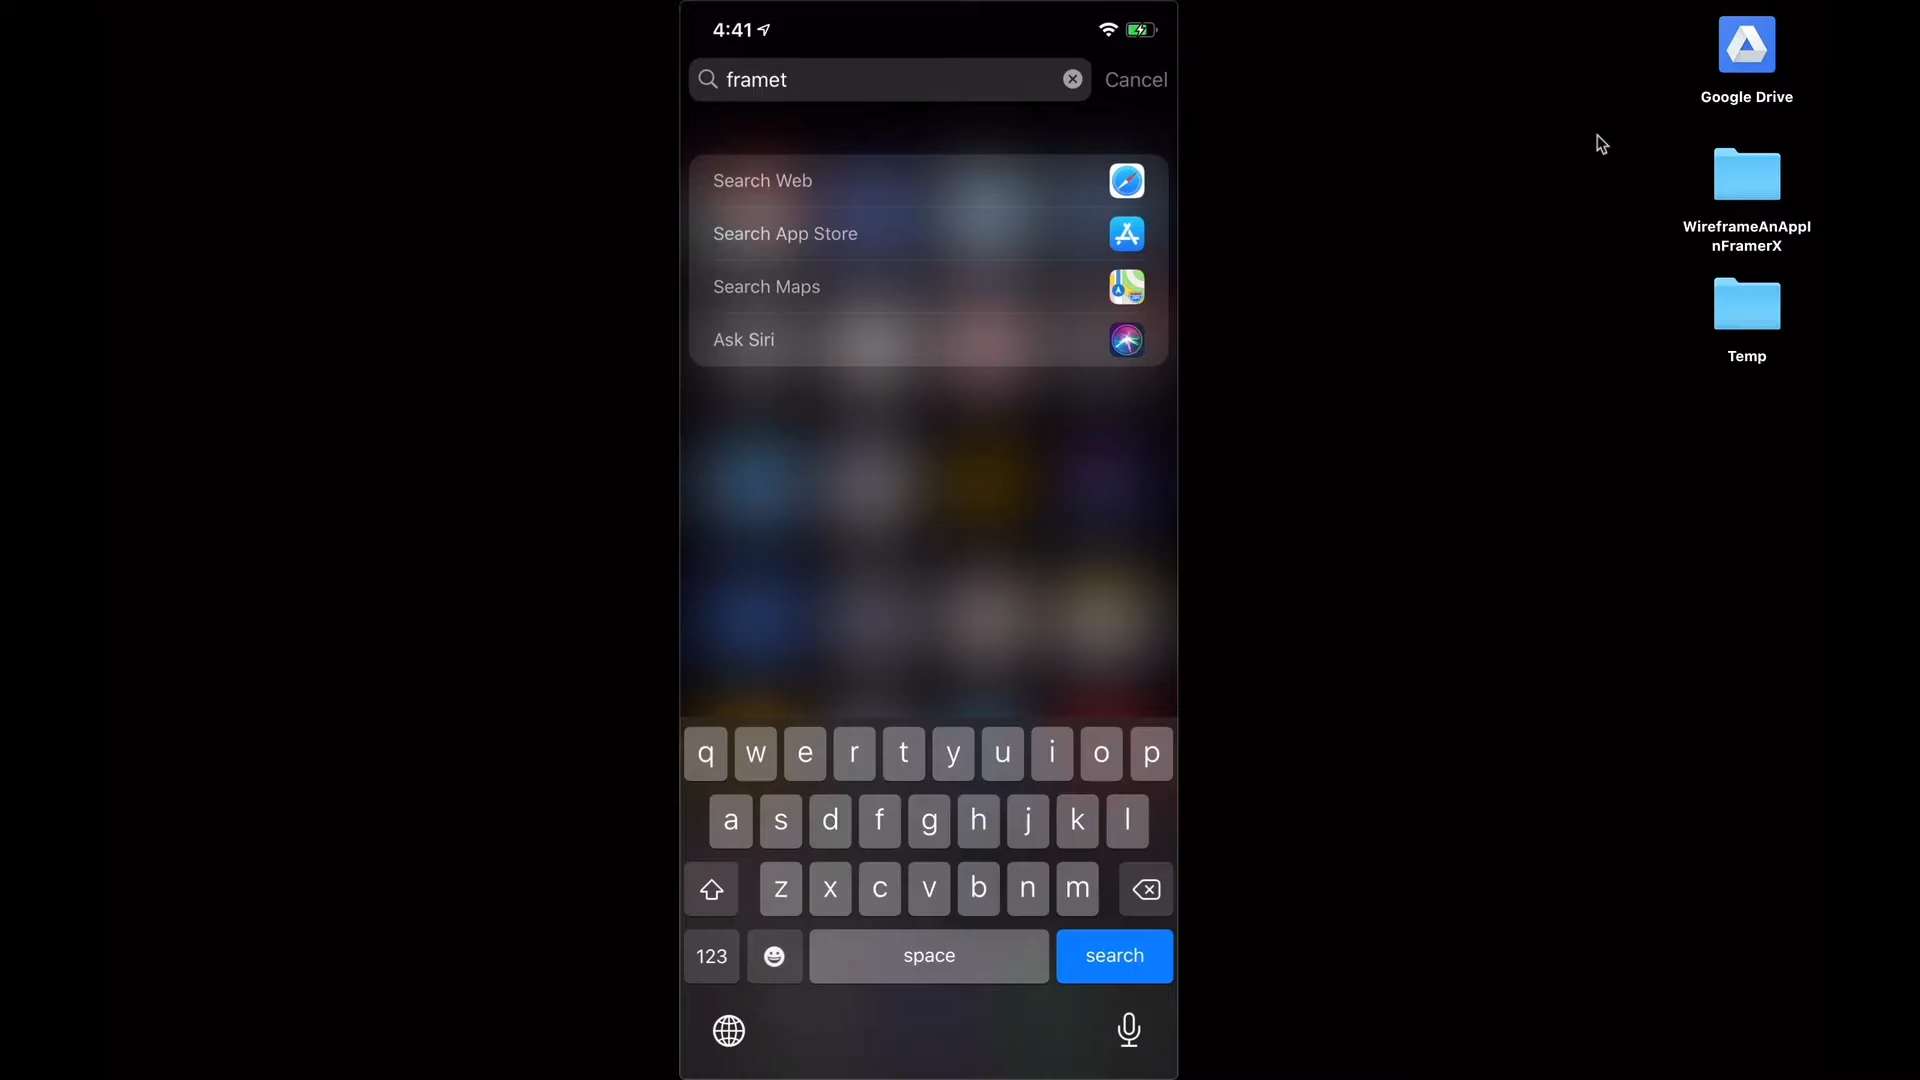 4:41
framet
Cancel
Search Web
Search App Store
Search Maps
Ask Siri
q w e r t y u i o p
a s d f g h j k l
z x c v b n m
123 space search
Google Drive
WireframeAnAppI
nFramerX
Temp